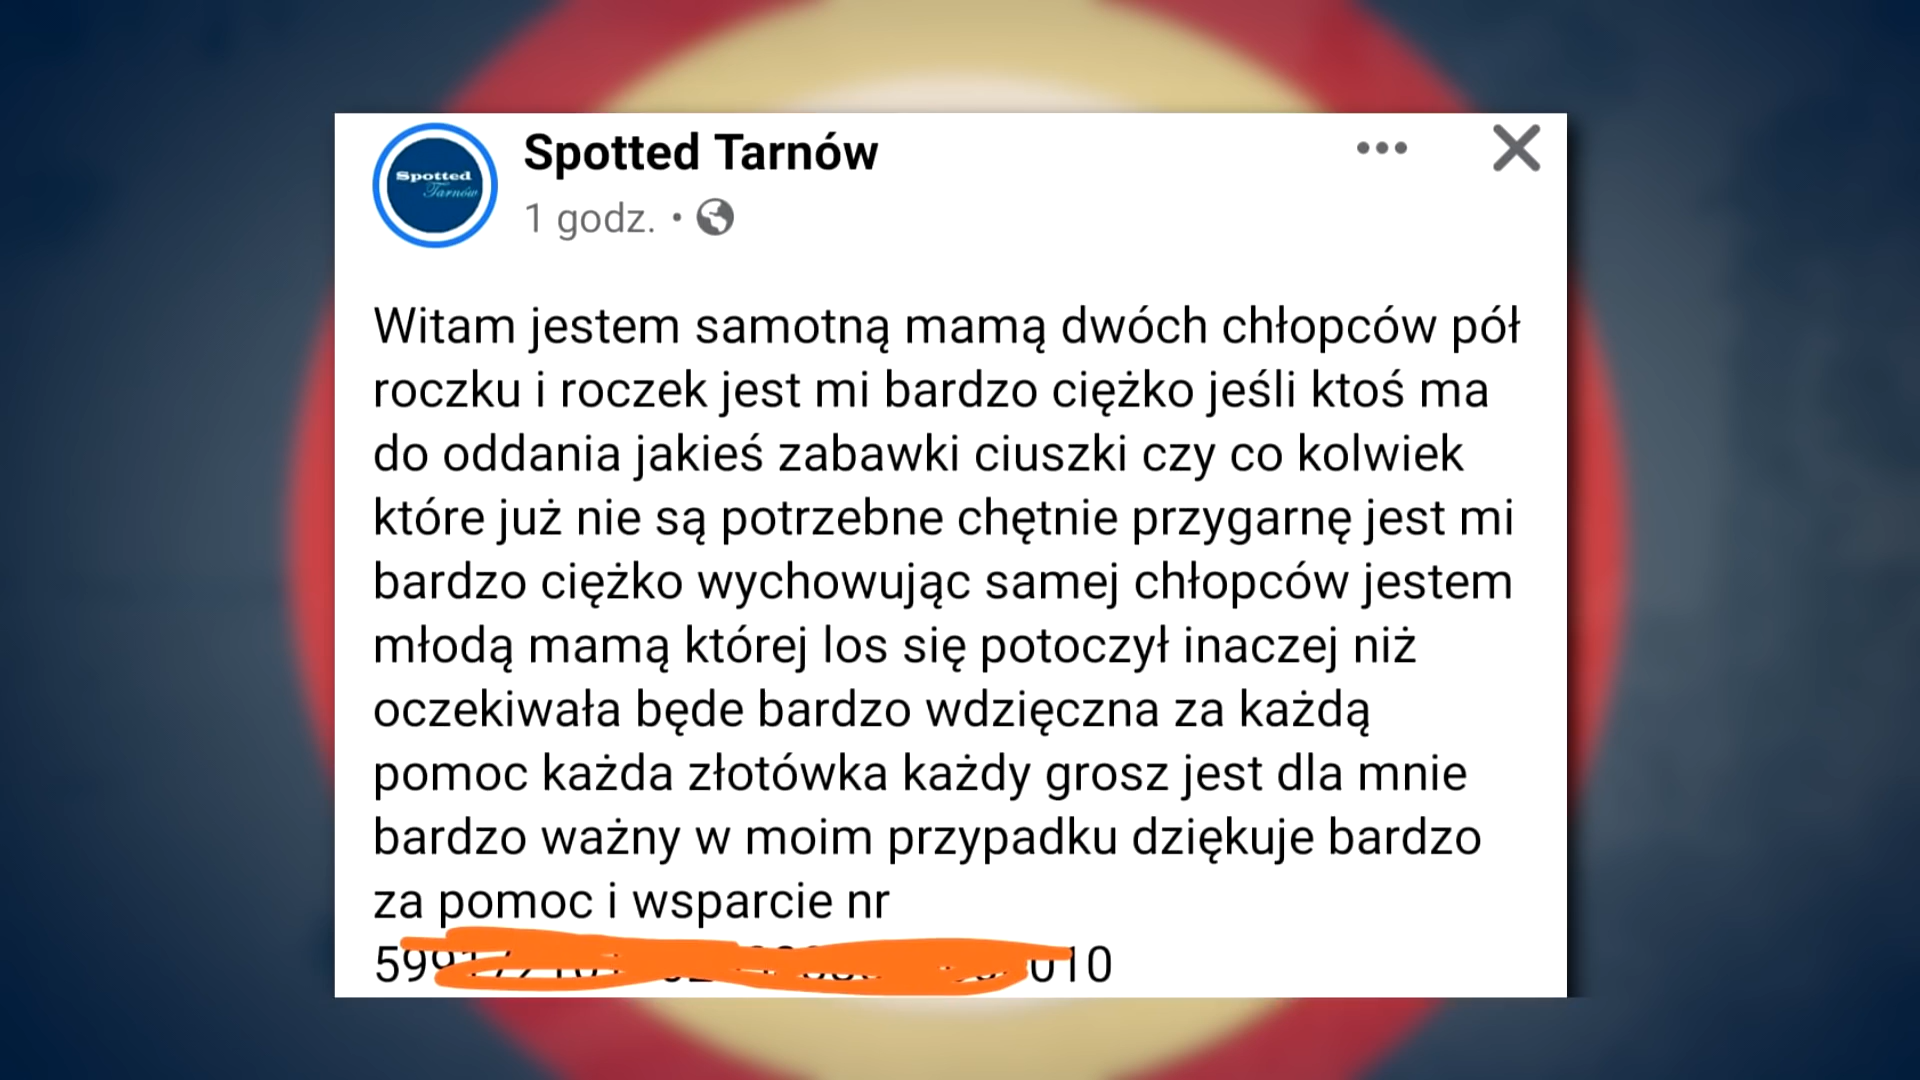 Spotted
Tarnów
Spotted Tarnów
1 godz.
Witam jestem samotną mamą dwóch chłopców pół
roczku i roczek jest mi bardzo ciężko jeśli ktoś ma
do oddania jakieś zabawki ciuszki czy co kolwiek
które już nie są potrzebne chętnie przygarnę jest mi
bardzo ciężko wychowując samej chłopców jestem
młodą mamą której los się potoczył inaczej niż
oczekiwała będe bardzo wdzięczna za każdą
pomoc każda złotówka każdy grosz jest dla mnie
bardzo ważny w moim przypadku dziękuje bardzo
za pomoc i wsparcie nr